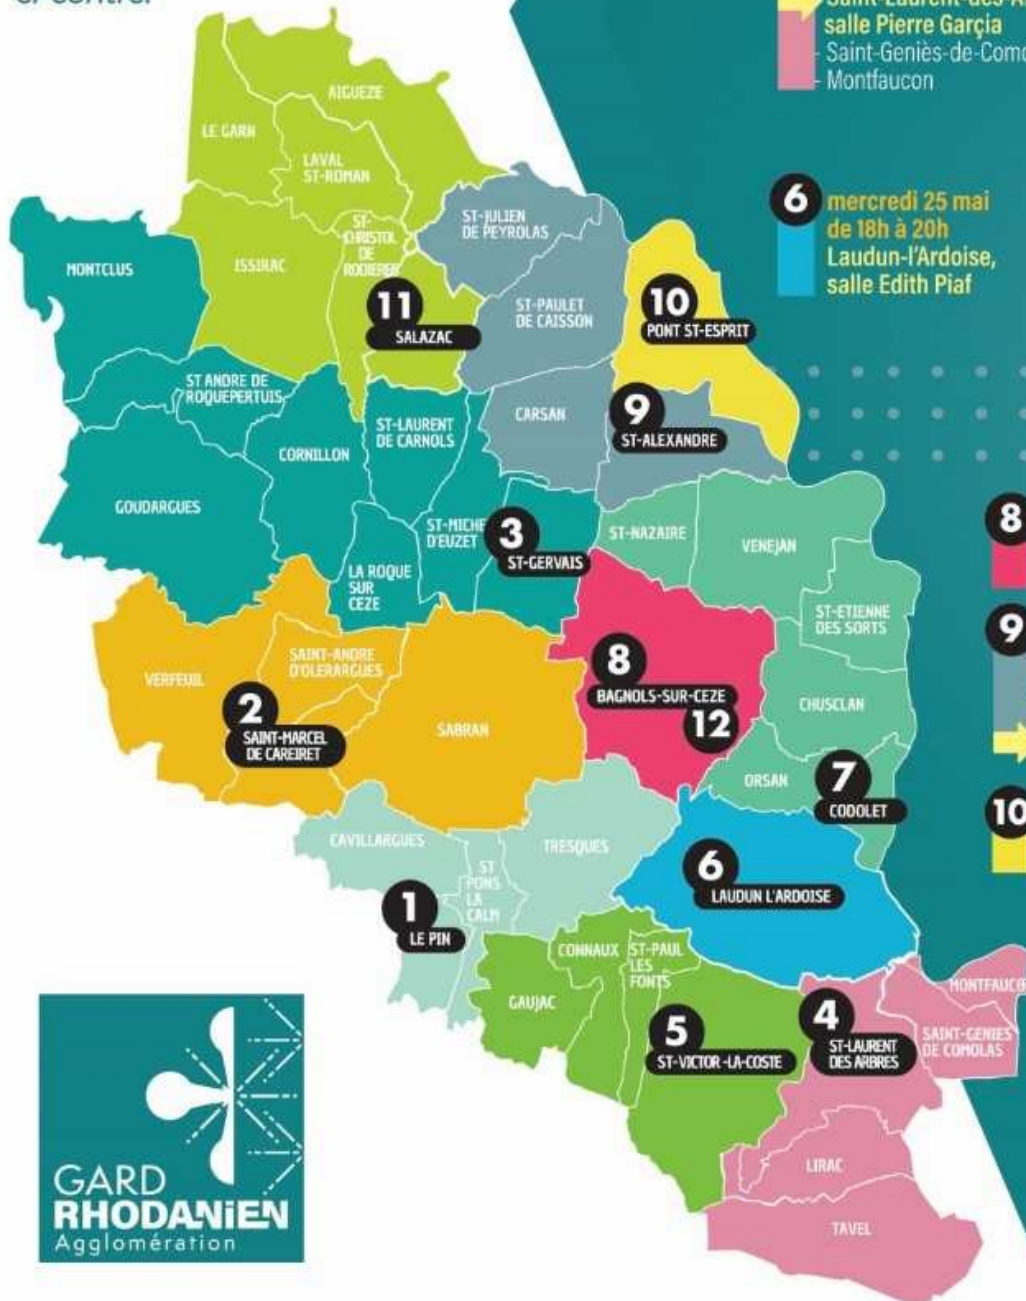 ci-contre.
salle Pierre Garçia
- Saint-Geniès-de-Como
- Montfaucon
6 mercredi 25 mai
de 18h à 20h
Laudun-l'Ardoise,
salle Edith Piaf
AIGUEZE
LE GARN
LAVAL
ST-ROMAN
ST-JULIEN
DE PEYROLAS
ST-
CHRISTOL
DE
RODIERES
MONTCLUS
ISSIRAC
11
SALAZAC
ST-PAULET
DE CAISSON
10
PONT ST-ESPRIT
ST ANDRE DE
ROQUEPERTUIS
ST-LAURENT
DE CARNOLS
CARSAN
9
ST-ALEXANDRE
CORNILLON
GOUDARGUES
ST-MICHE
D'EUZET
3
ST-GERVAIS
ST-NAZAIRE
VENEJAN
8
LA ROQUE
SUR
CEZE
ST-ETIENNE
DES SORTS
9
VERFEUIL
SAINT-ANDRE
D'OLERARGUES
8
BAGNOLS-SUR-CEZE
12
CHUSCLAN
2
SAINT-MARCEL
DE CAREIRET
SABRAN
ORSAN
7
CODOLET
10
CAVILLARGUES
TRESQUES
ST
PONS
LA
CALM
6
LAUDUN L'ARDOISE
1
LE PIN
CONNAUX
ST-PAUL
LES
FONTS
GAUJAC
MONTFAUCO
5
ST-VICTOR-LA-COSTE
4
ST-LAURENT
DES ARBRES
SAINT-GENIES
DE COMOLAS
LIRAC
TAVEL
GARD
RHODANIEN
Agglomération